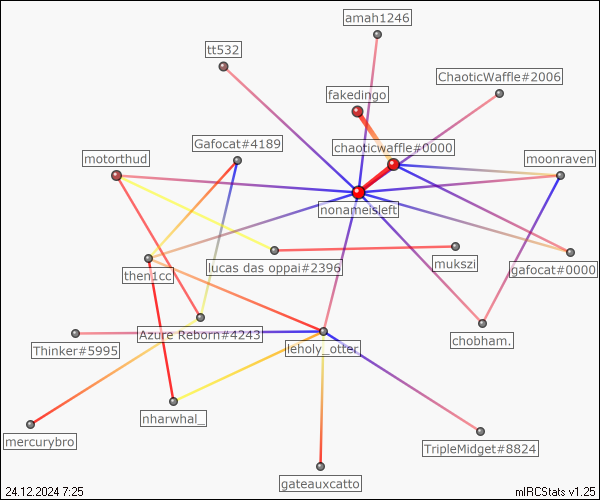 amah1246
tt532
ChaoticWaffle#2006
fakedingo
Gafocat#4189
chaoticwaffle#0000
motorthud
moonraven
nonameisleft
then1cc
lucas das oppai#2396
mukszi
gafocat#0000
Azure Reborn#4243
chobham.
Thinker#5995
leholy_otter
nharwhal_
mercurybro
TripleMidget#8824
gateauxcatto
24.12.2024 7:25
mIRCStats v1.25